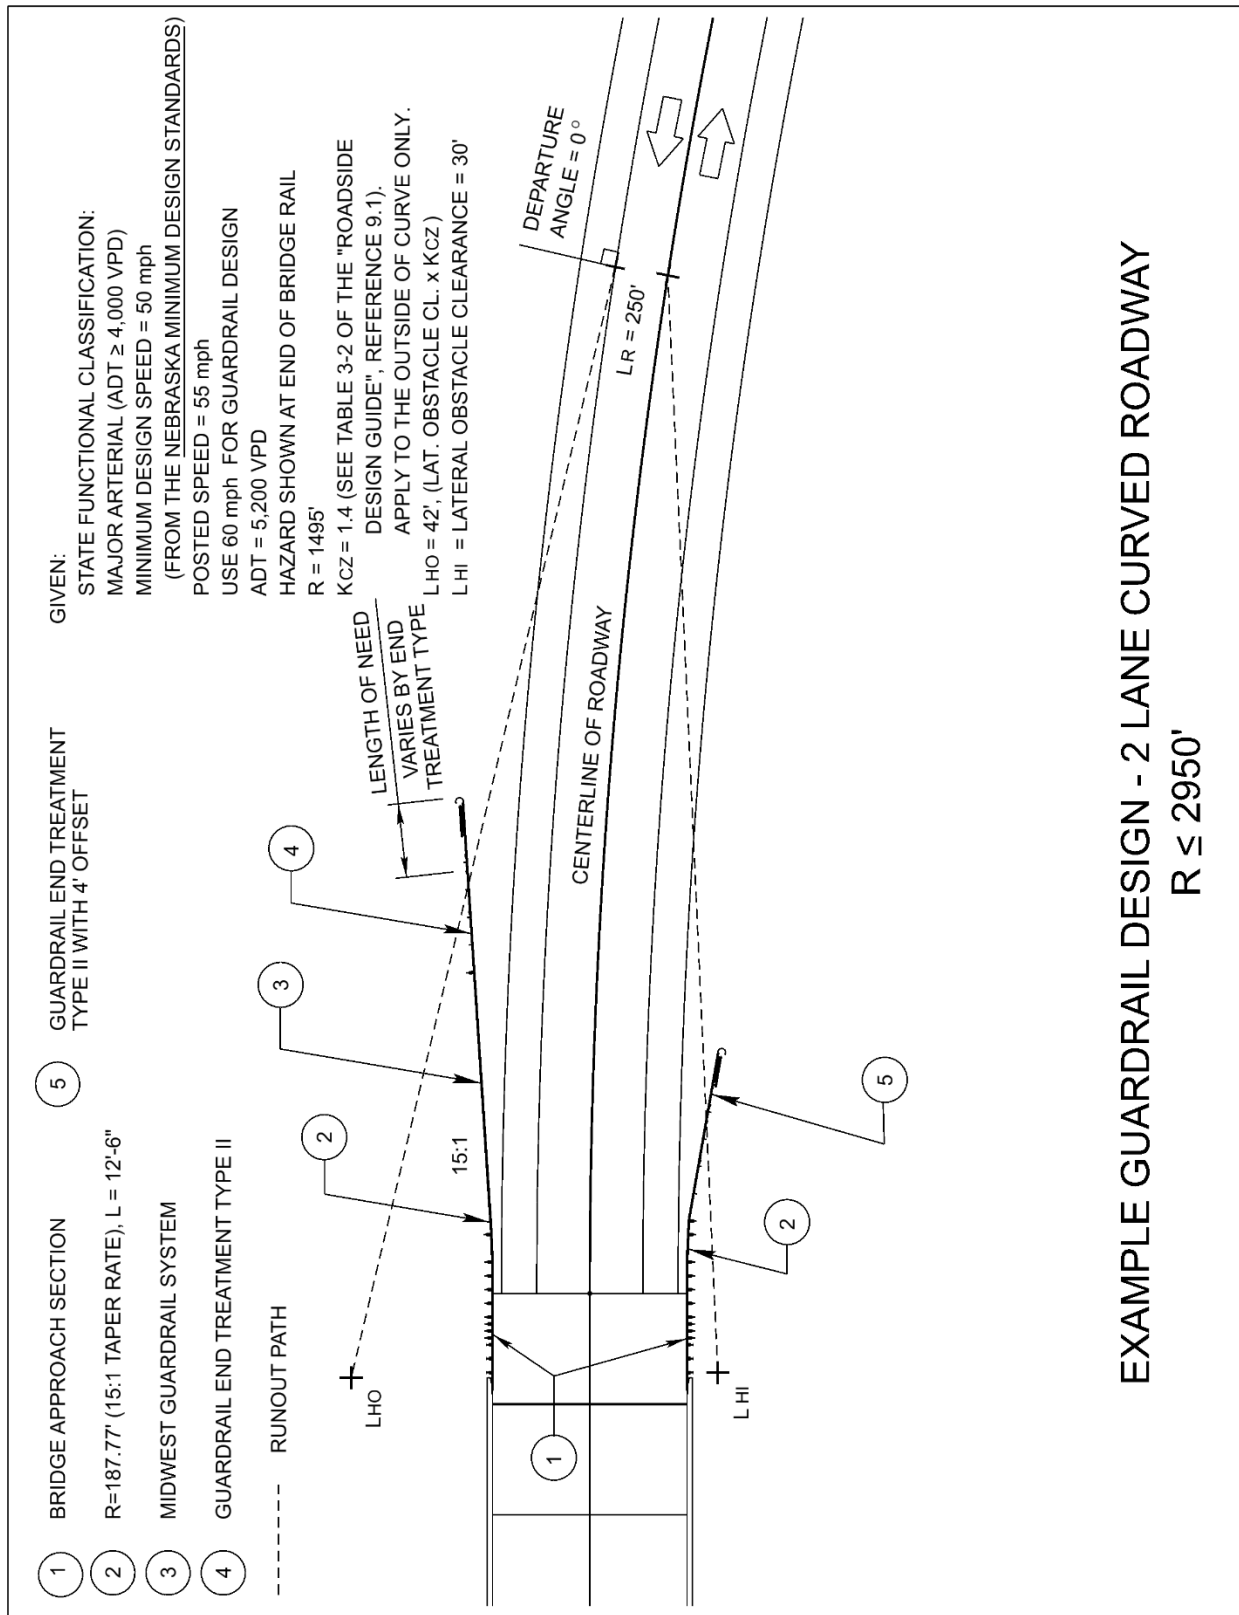 1 BRIDGE APPROACH SECTION
2 R=187.77' (15:1 TAPER RATE), L = 12'-6"
3 MIDWEST GUARDRAIL SYSTEM
4 GUARDRAIL END TREATMENT TYPE II
------ RUNOUT PATH
5 GUARDRAIL END TREATMENT
TYPE II WITH 4' OFFSET
GIVEN:
STATE FUNCTIONAL CLASSIFICATION:
MAJOR ARTERIAL (ADT ≥ 4,000 VPD)
MINIMUM DESIGN SPEED = 50 mph
(FROM THE NEBRASKA MINIMUM DESIGN STANDARDS)
POSTED SPEED = 55 mph
USE 60 mph FOR GUARDRAIL DESIGN
ADT = 5,200 VPD
HAZARD SHOWN AT END OF BRIDGE RAIL
R = 1495'
KCZ = 1.4 (SEE TABLE 3-2 OF THE "ROADSIDE
DESIGN GUIDE", REFERENCE 9.1).
APPLY TO THE OUTSIDE OF CURVE ONLY.
LHO = 42', (LAT. OBSTACLE CL. x KCZ )
LHI = LATERAL OBSTACLE CLEARANCE = 30'
LENGTH OF NEED
VARIES BY END
TREATMENT TYPE
DEPARTURE
ANGLE = 0°
LR = 250'
CENTERLINE OF ROADWAY
15:1
LHO
LHI
1
2
3
4
2
5
EXAMPLE GUARDRAIL DESIGN - 2 LANE CURVED ROADWAY
R ≤ 2950'